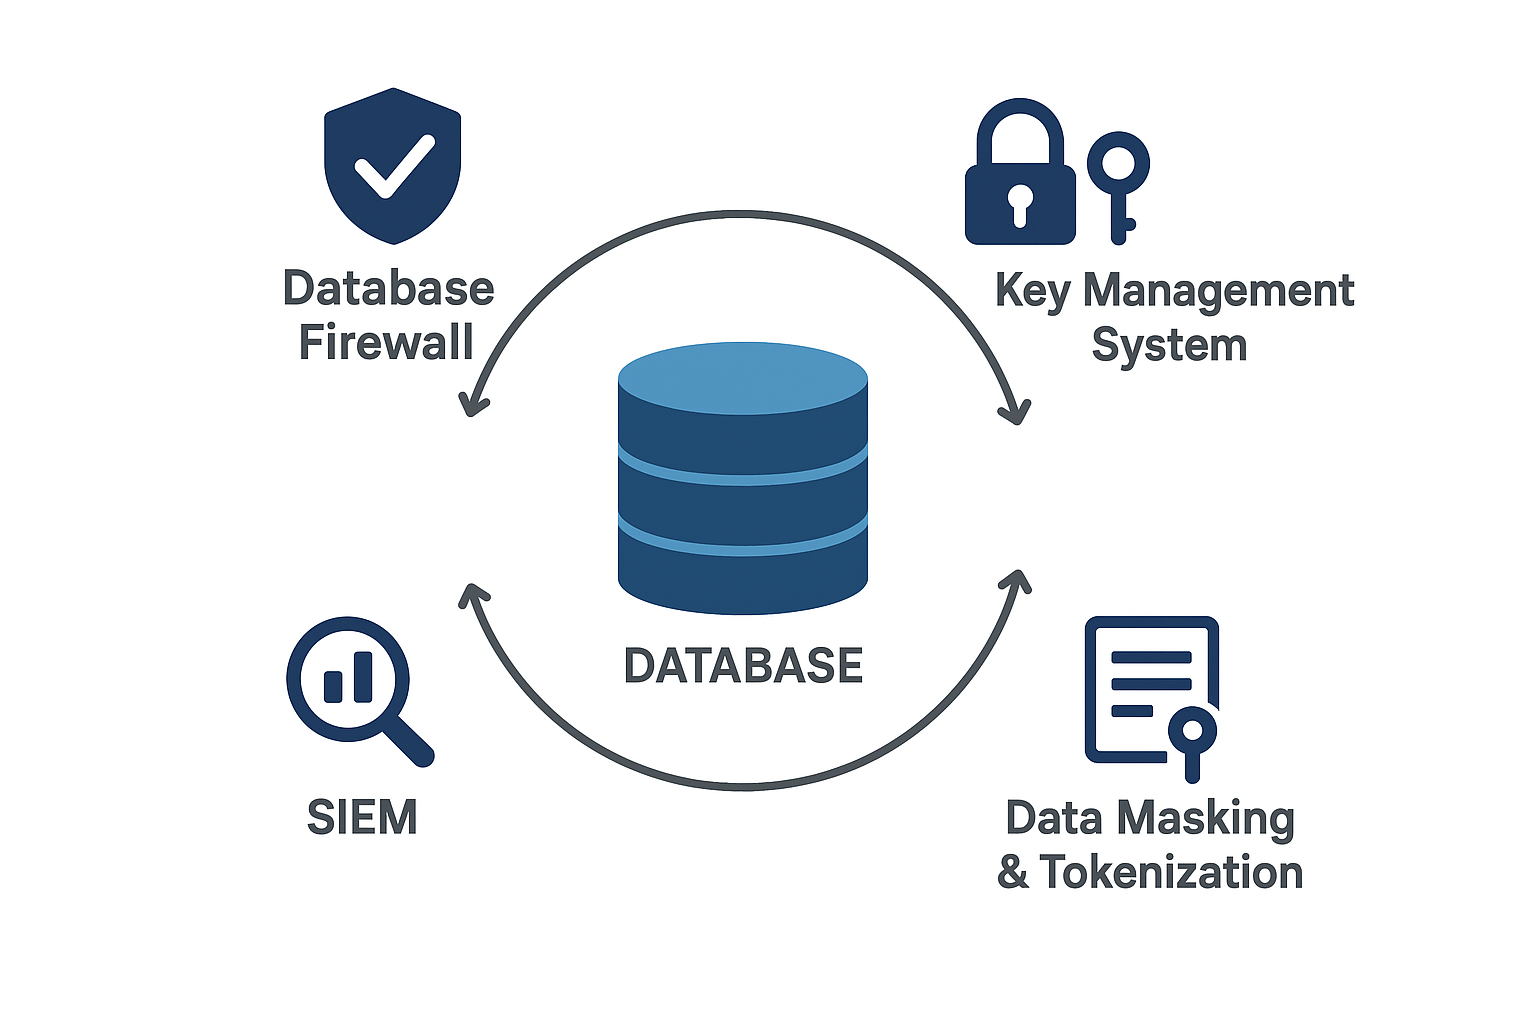 Database
Firewall
Key Management
System
DATABASE
SIEM
Data Masking
& Tokenization